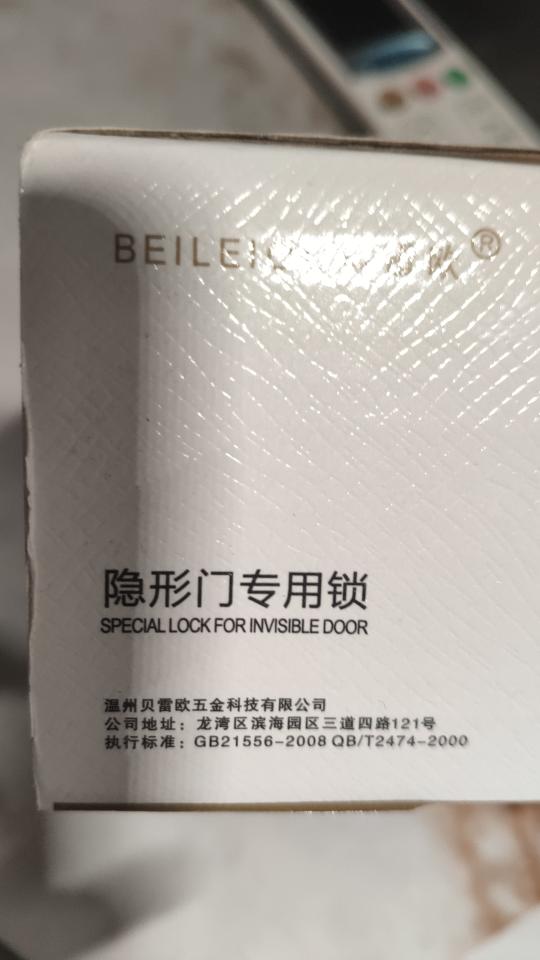 BEILEI ®
隐形门专用锁
SPECIAL LOCK FOR INVISIBLE DOOR
温州贝雷欧五金科技有限公司
公司地址：龙湾区滨海园区三道四路121号
执行标准：GB21556-2008 QB/T2474-2000